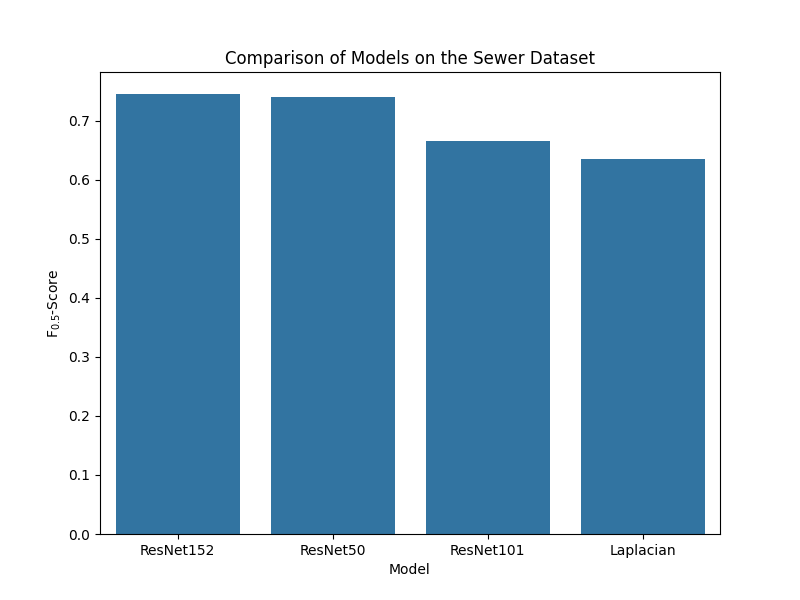 Comparison of Models on the Sewer Dataset
F0.5-Score
0.7
0.6
0.5
0.4
0.3
0.2
0.1
0.0
ResNet152 ResNet50 ResNet101 Laplacian
Model